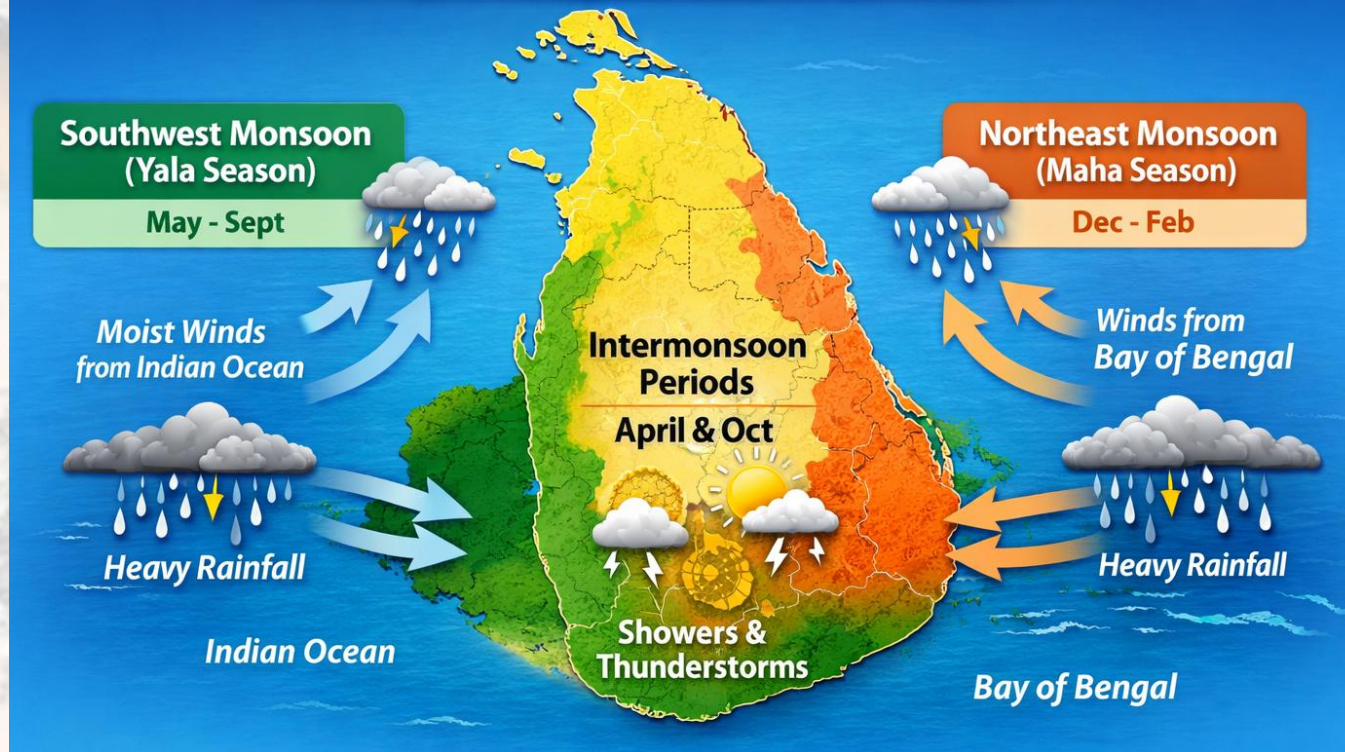 Southwest Monsoon
(Yala Season)
May - Sept
Northeast Monsoon
(Maha Season)
Dec - Feb
Moist Winds
from Indian Ocean
Winds from
Bay of Bengal
Intermonsoon
Periods
April & Oct
Heavy Rainfall
Heavy Rainfall
Showers &
Thunderstorms
Indian Ocean
Bay of Bengal